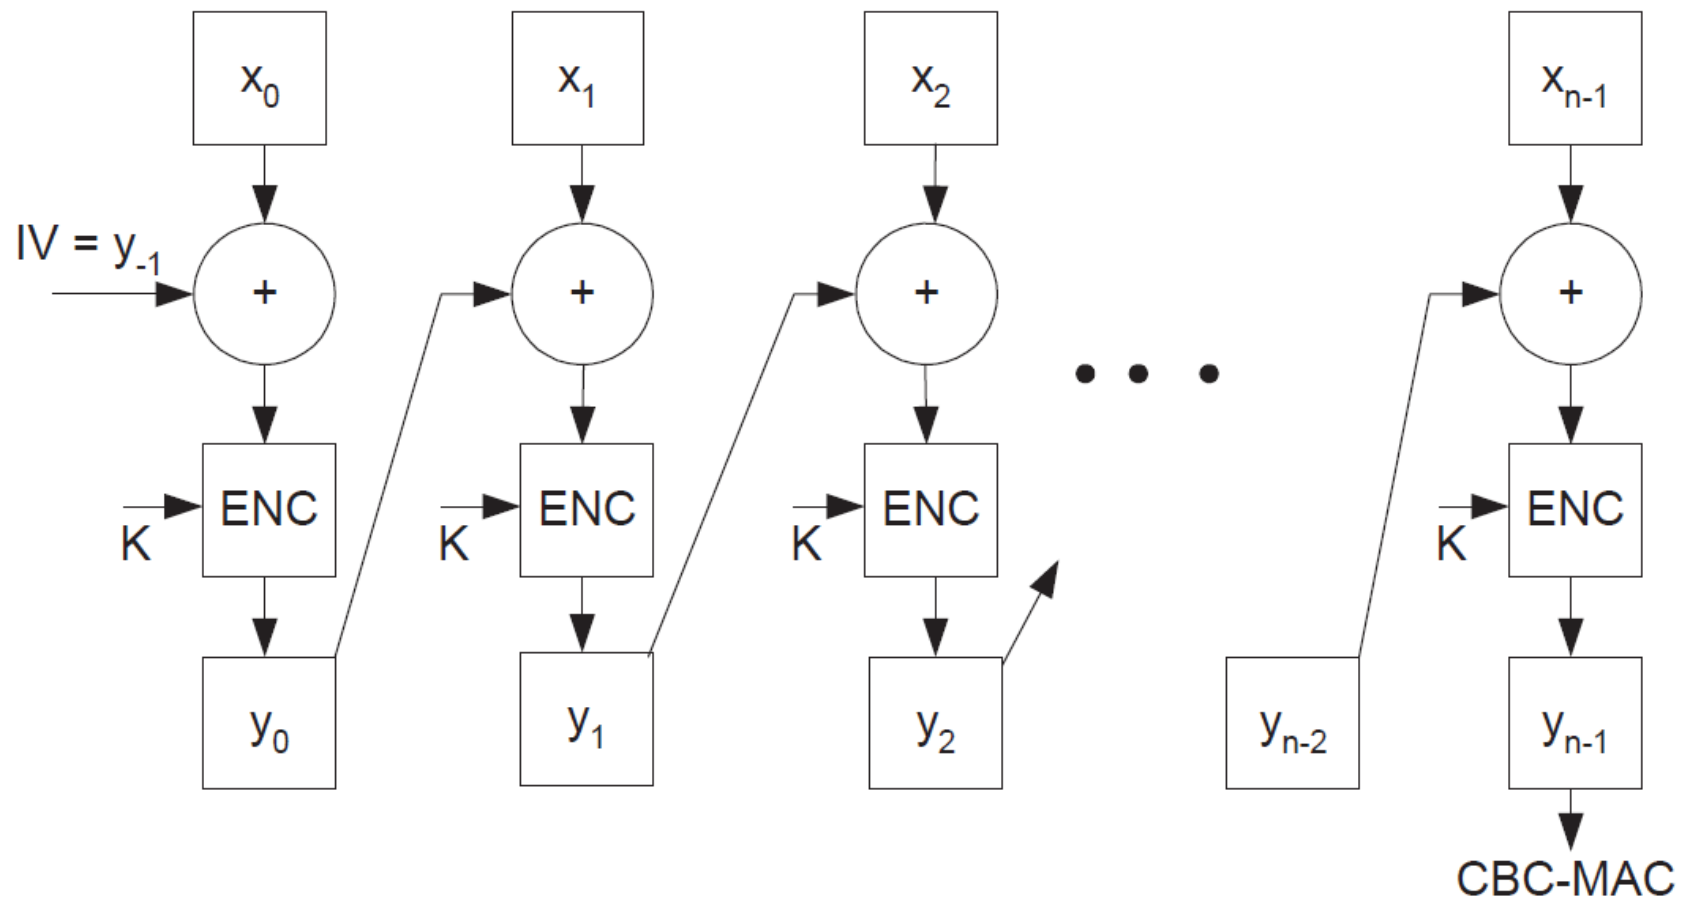 x₀ x₁ x₂ xₙ₋₁
IV = y₋₁
+ + + +
ENC ENC ENC ENC
K K K K
y₀ y₁ y₂ yₙ₋₂ yₙ₋₁
CBC-MAC